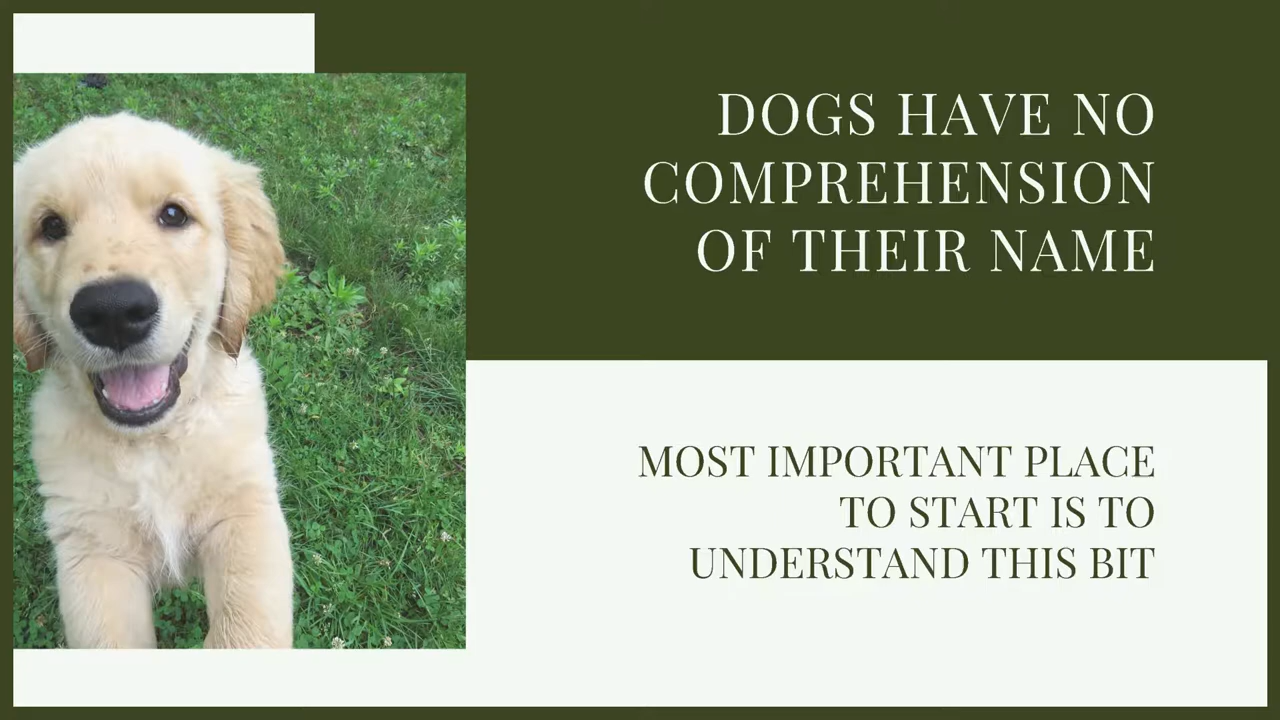 DOGS HAVE NO
COMPREHENSION
OF THEIR NAME
MOST IMPORTANT PLACE
TO START IS TO
UNDERSTAND THIS BIT